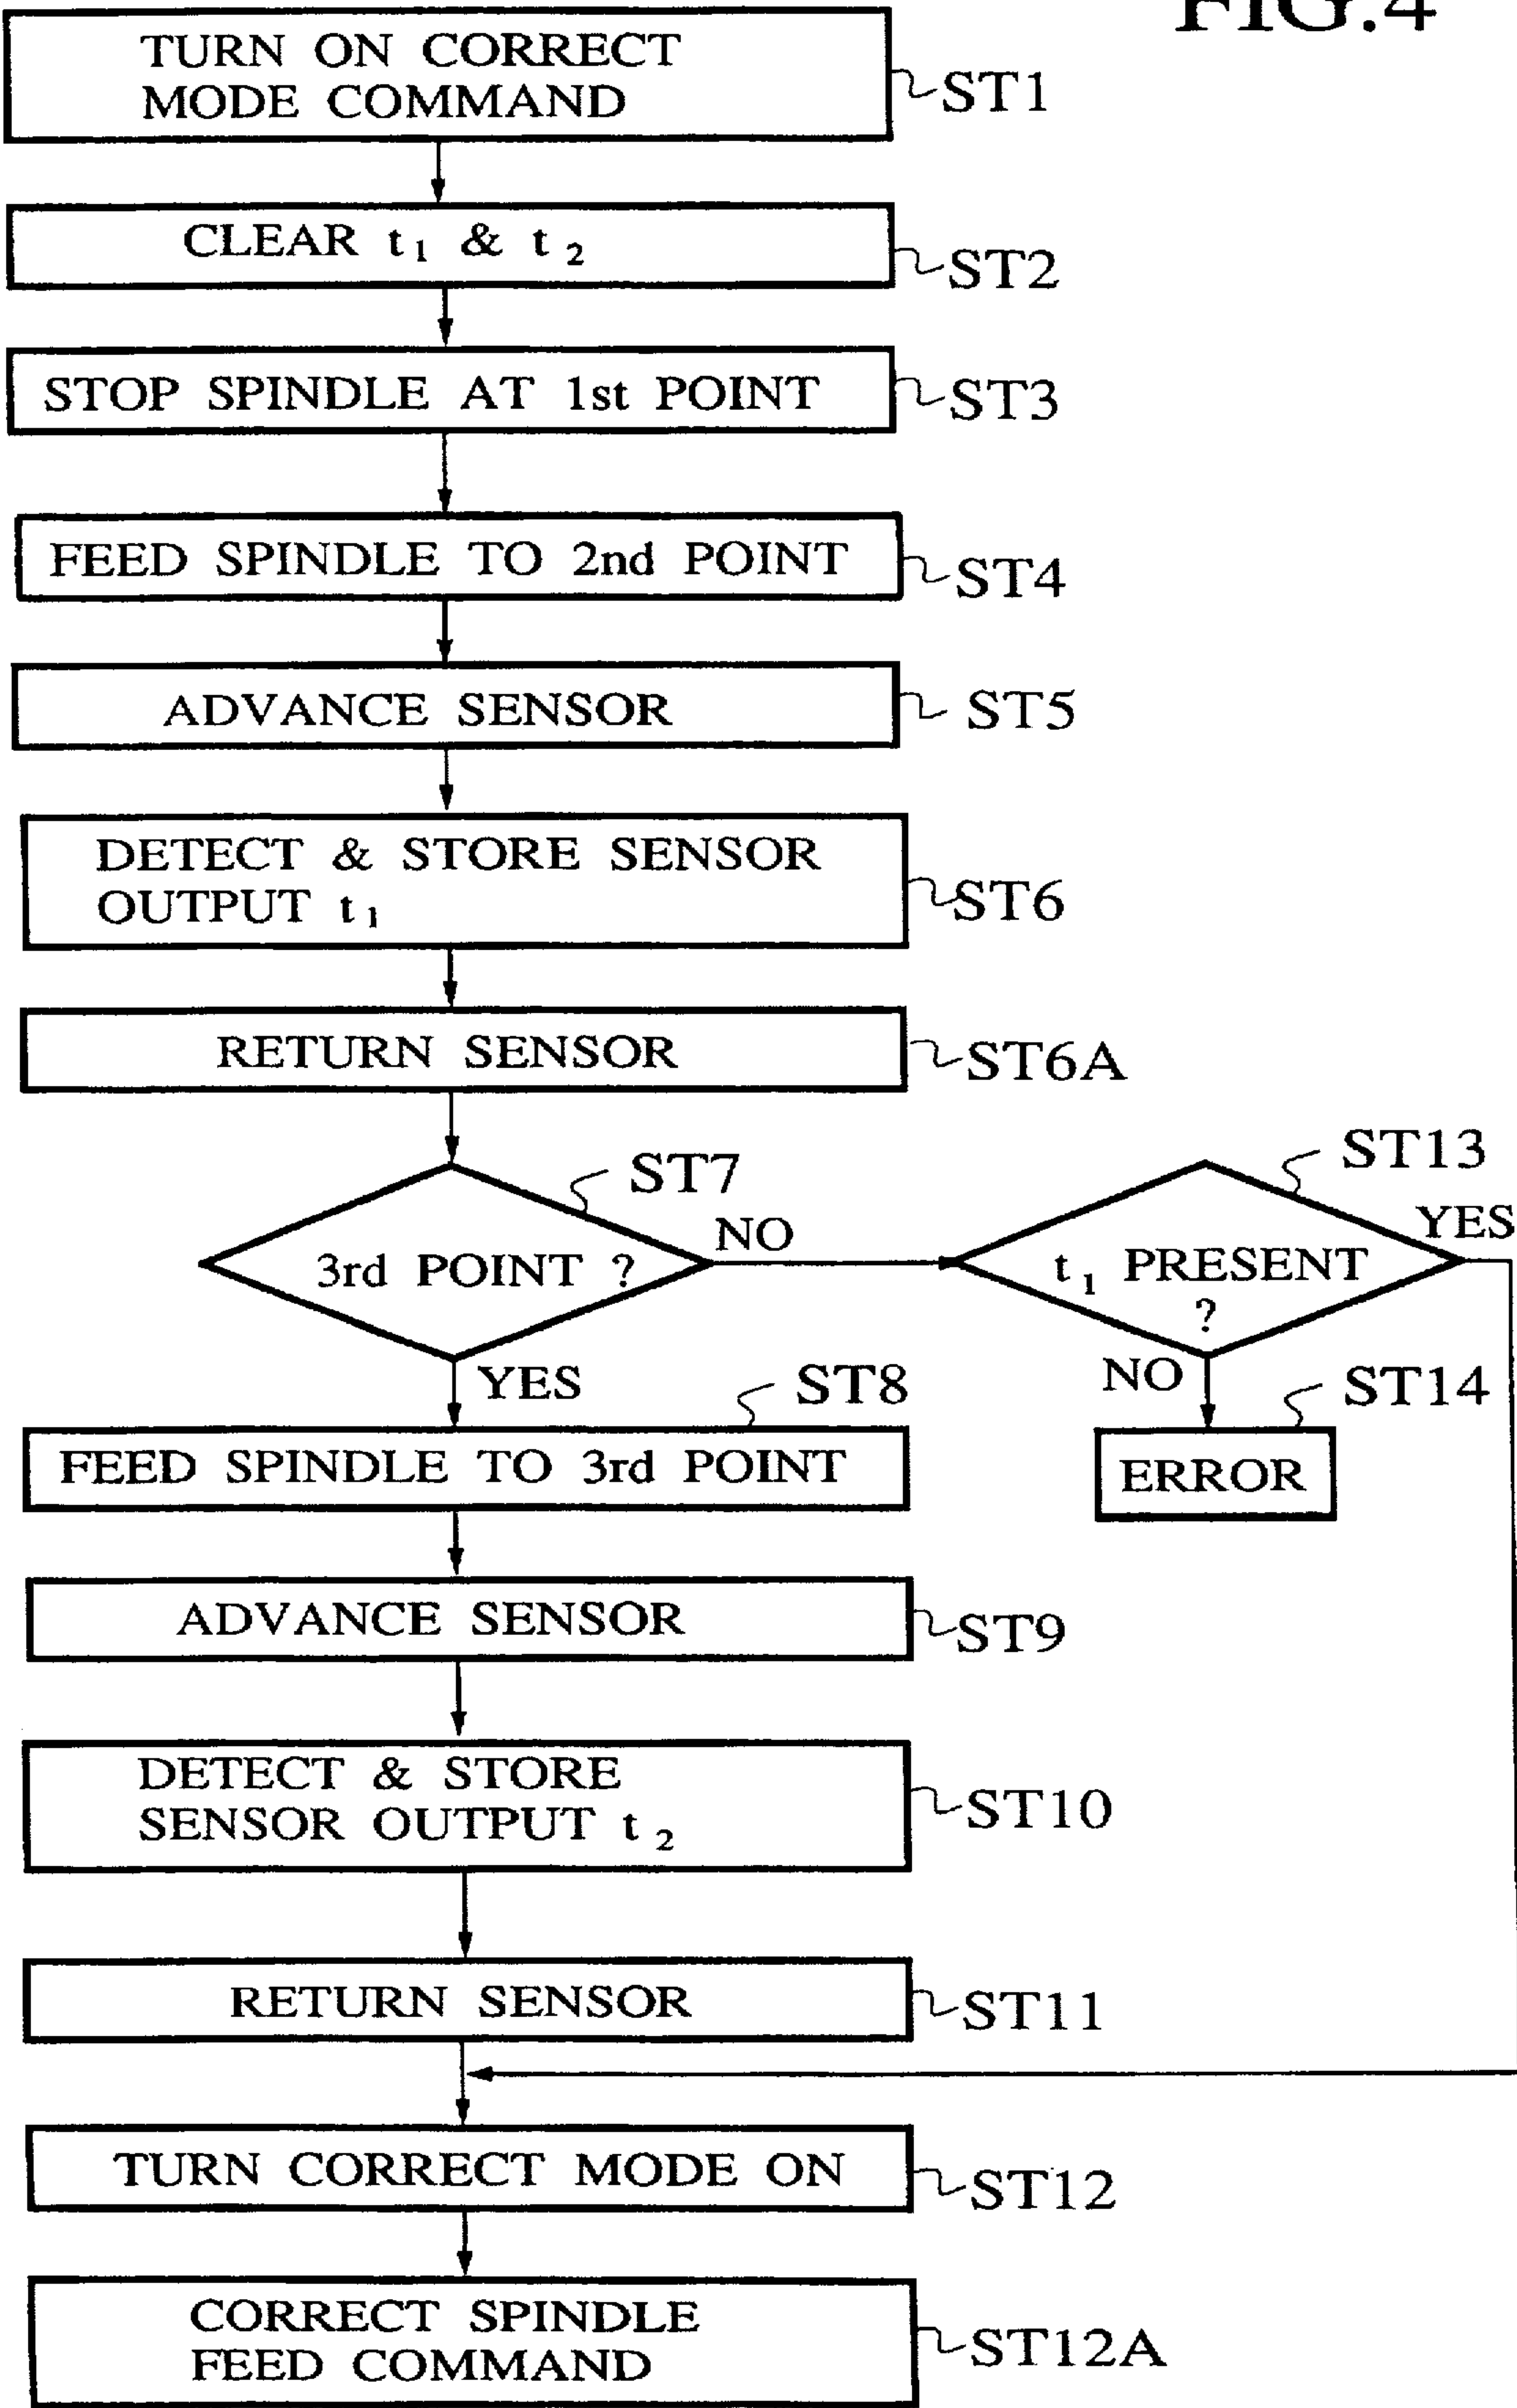 FIG.4
TURN ON CORRECT
MODE COMMAND
ST1
CLEAR t₁ & t₂
ST2
STOP SPINDLE AT 1st POINT
ST3
FEED SPINDLE TO 2nd POINT
ST4
ADVANCE SENSOR
ST5
DETECT & STORE SENSOR
OUTPUT t₁
ST6
RETURN SENSOR
ST6A
ST7
3rd POINT ?
NO
YES
ST13
t₁ PRESENT
?
YES
NO
ST14
ERROR
ST8
FEED SPINDLE TO 3rd POINT
ADVANCE SENSOR
ST9
DETECT & STORE
SENSOR OUTPUT t₂
ST10
RETURN SENSOR
ST11
TURN CORRECT MODE ON
ST12
CORRECT SPINDLE
FEED COMMAND
ST12A